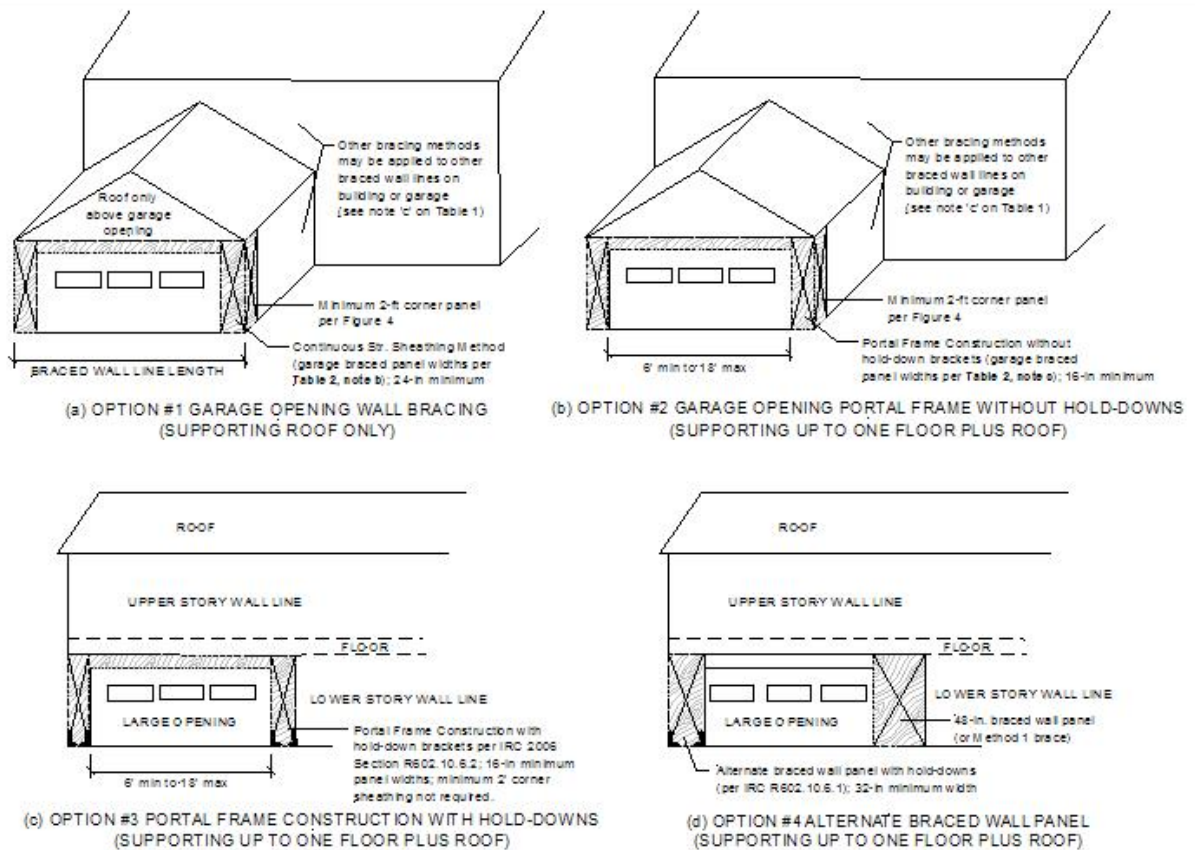 Roof only
above garage
opening
Other bracing methods
may be applied to other
braced wall lines on
building or garage
(see note 'c' on Table 1)
Minimum 2-ft corner panel
per Figure 4
Continuous Str. Sheathing Method
(garage braced panel widths per
Table 2, note b); 24-in minimum
BRACED WALL LINE LENGTH
(a) OPTION #1 GARAGE OPENING WALL BRACING
(SUPPORTING ROOF ONLY)
Other bracing methods
may be applied to other
braced wall lines on
building or garage
(see note 'c' on Table 1)
Minimum 2-ft corner panel
per Figure 4
Portal Frame Construction without
hold-down brackets (garage braced
panel widths per Table 2, note c); 16-in minimum
6' min to 18' max
(b) OPTION #2 GARAGE OPENING PORTAL FRAME WITHOUT HOLD-DOWNS
(SUPPORTING UP TO ONE FLOOR PLUS ROOF)
ROOF
UPPER STORY WALL LINE
FLOOR
LOWER STORY WALL LINE
LARGE OPENING
Portal Frame Construction with
hold-down brackets per IRC 2006
Section R602.10.6.2; 16-in minimum
panel widths; minimum 2' corner
sheathing not required.
6' min to 18' max
(c) OPTION #3 PORTAL FRAME CONSTRUCTION WITH HOLD-DOWNS
(SUPPORTING UP TO ONE FLOOR PLUS ROOF)
ROOF
UPPER STORY WALL LINE
FLOOR
LOWER STORY WALL LINE
LARGE OPENING
48-in. braced wall panel
(or Method 1 brace)
Alternate braced wall panel with hold-downs
(per IRC R602.10.6.1); 32-in minimum width
(d) OPTION #4 ALTERNATE BRACED WALL PANEL
(SUPPORTING UP TO ONE FLOOR PLUS ROOF)